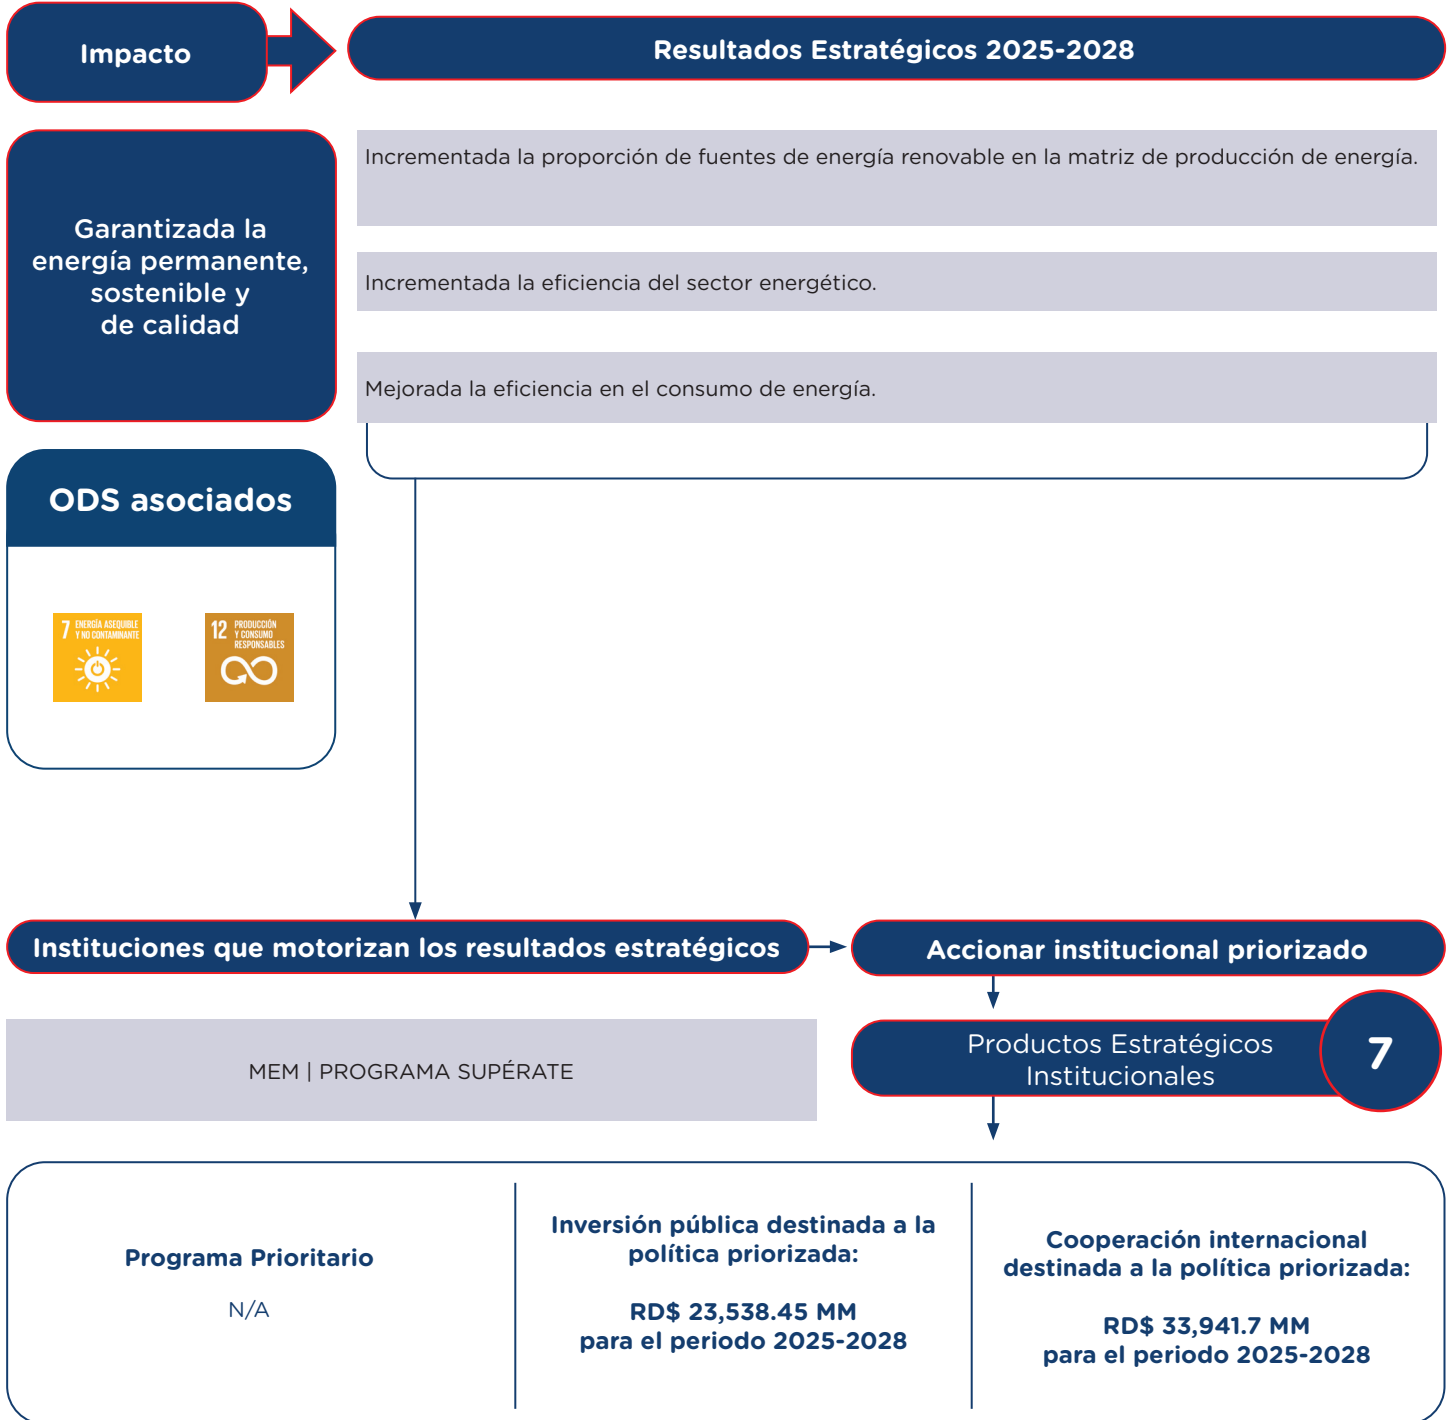 Impacto
Resultados Estratégicos 2025-2028
Garantizada la
energía permanente,
sostenible y
de calidad
Incrementada la proporción de fuentes de energía renovable en la matriz de producción de energía.
Incrementada la eficiencia del sector energético.
Mejorada la eficiencia en el consumo de energía.
ODS asociados
7 ENERGÍA ASEQUIBLE
Y NO CONTAMINANTE
12 PRODUCCIÓN
Y CONSUMO
RESPONSABLES
Instituciones que motorizan los resultados estratégicos
Accionar institucional priorizado
MEM | PROGRAMA SUPÉRATE
Productos Estratégicos
Institucionales
7
Programa Prioritario
N/A
Inversión pública destinada a la
política priorizada:
RD$ 23,538.45 MM
para el periodo 2025-2028
Cooperación internacional
destinada a la política priorizada:
RD$ 33,941.7 MM
para el periodo 2025-2028